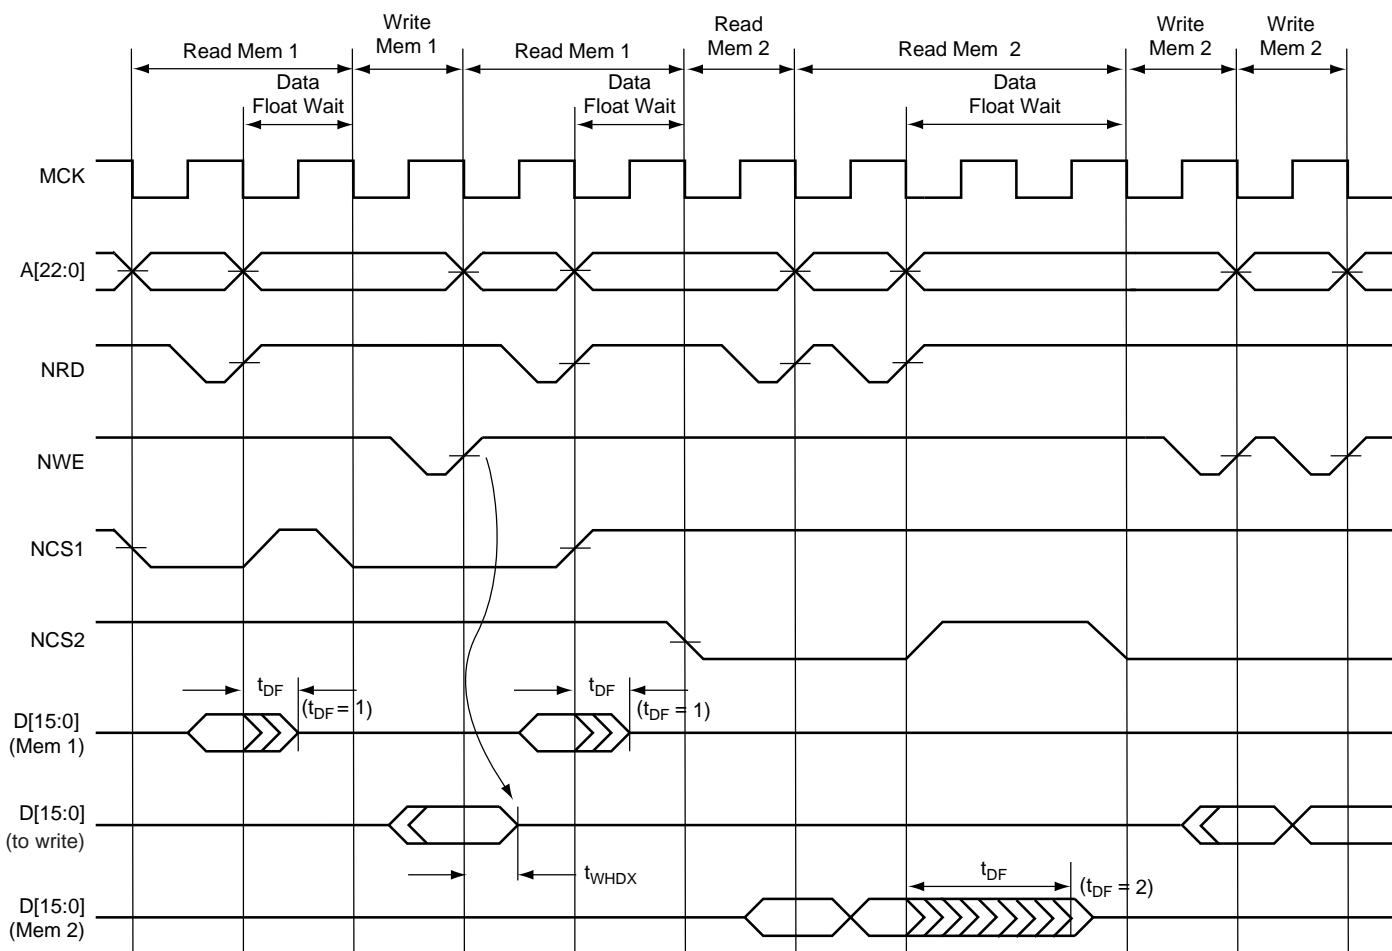 Read Mem 1
Write
Mem 1
Read Mem 1
Read
Mem 2
Read Mem 2
Write
Mem 2
Write
Mem 2
Data
Float Wait
Data
Float Wait
Data
Float Wait
MCK
A[22:0]
NRD
NWE
NCS1
NCS2
tDF
(tDF = 1)
tDF
(tDF = 1)
D[15:0]
(Mem 1)
D[15:0]
(to write)
tWHDX
tDF
(tDF = 2)
D[15:0]
(Mem 2)